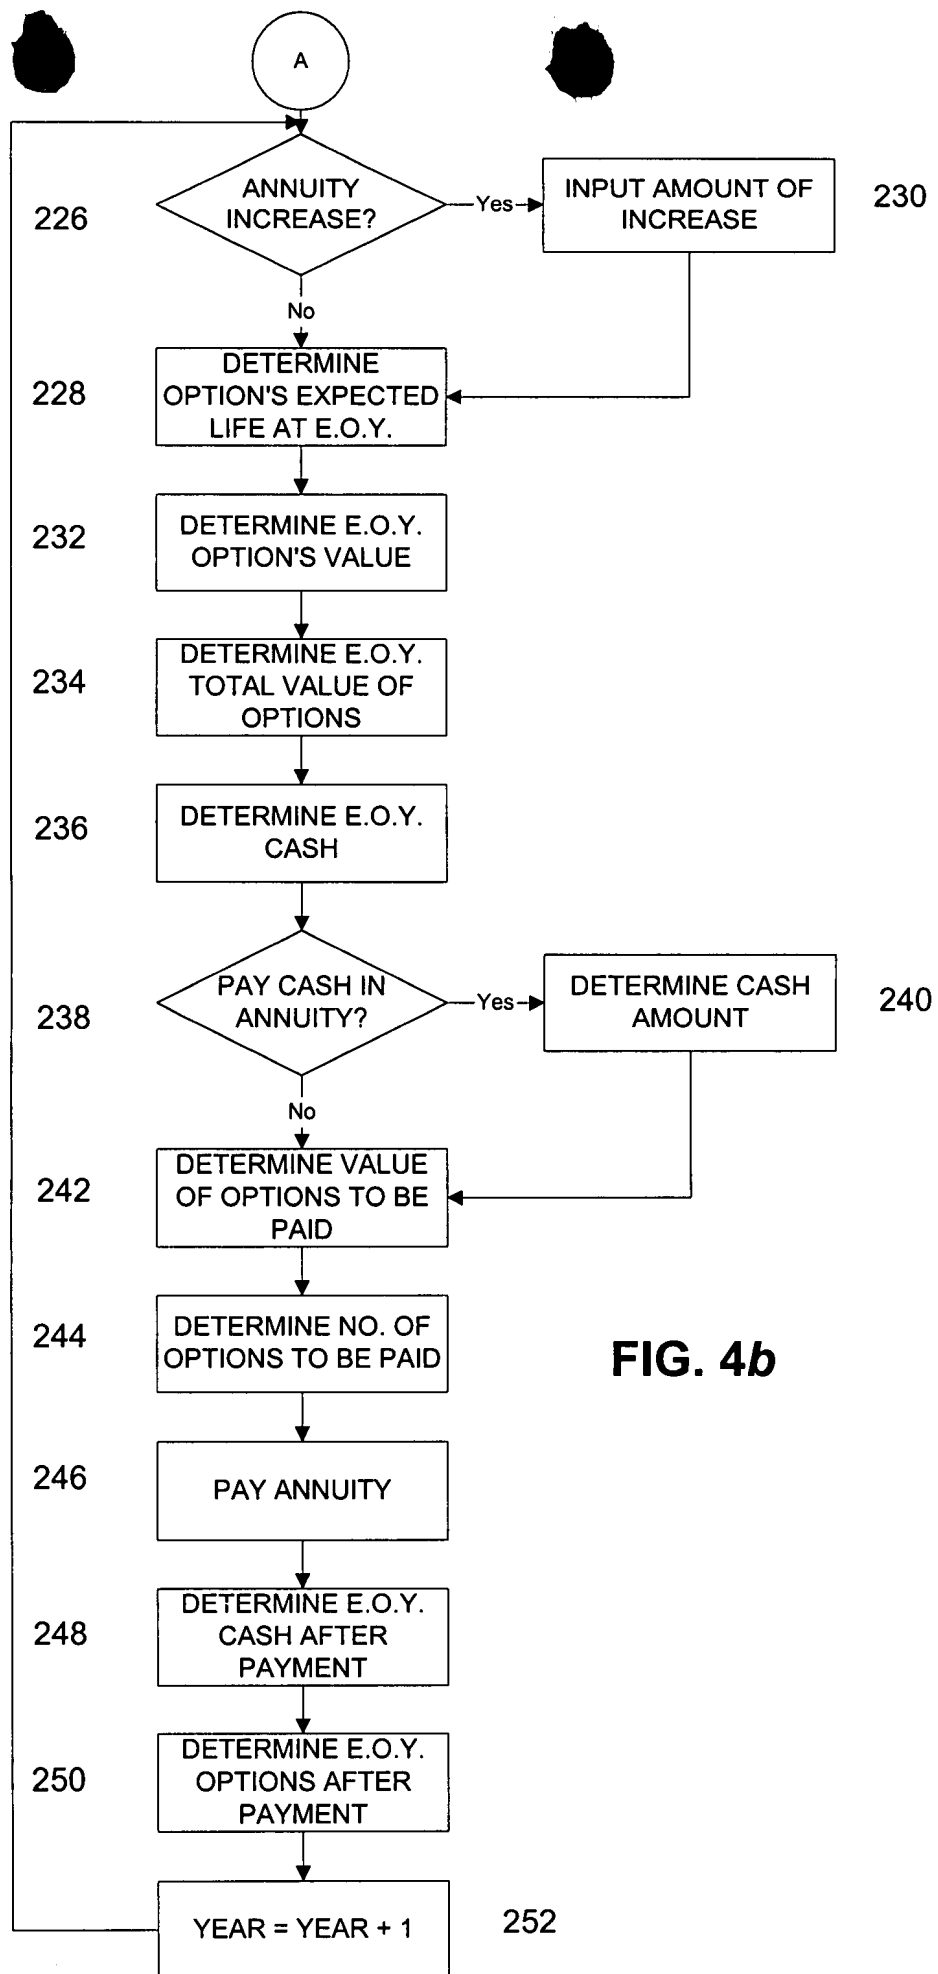 A
ANNUITY
INCREASE?
226
Yes
INPUT AMOUNT OF
INCREASE
230
No
DETERMINE
OPTION'S EXPECTED
LIFE AT E.O.Y.
228
DETERMINE E.O.Y.
OPTION'S VALUE
232
DETERMINE E.O.Y.
TOTAL VALUE OF
OPTIONS
234
DETERMINE E.O.Y.
CASH
236
PAY CASH IN
ANNUITY?
238
Yes
DETERMINE CASH
AMOUNT
240
No
DETERMINE VALUE
OF OPTIONS TO BE
PAID
242
DETERMINE NO. OF
OPTIONS TO BE PAID
244
FIG. 4b
PAY ANNUITY
246
DETERMINE E.O.Y.
CASH AFTER
PAYMENT
248
DETERMINE E.O.Y.
OPTIONS AFTER
PAYMENT
250
YEAR = YEAR + 1
252